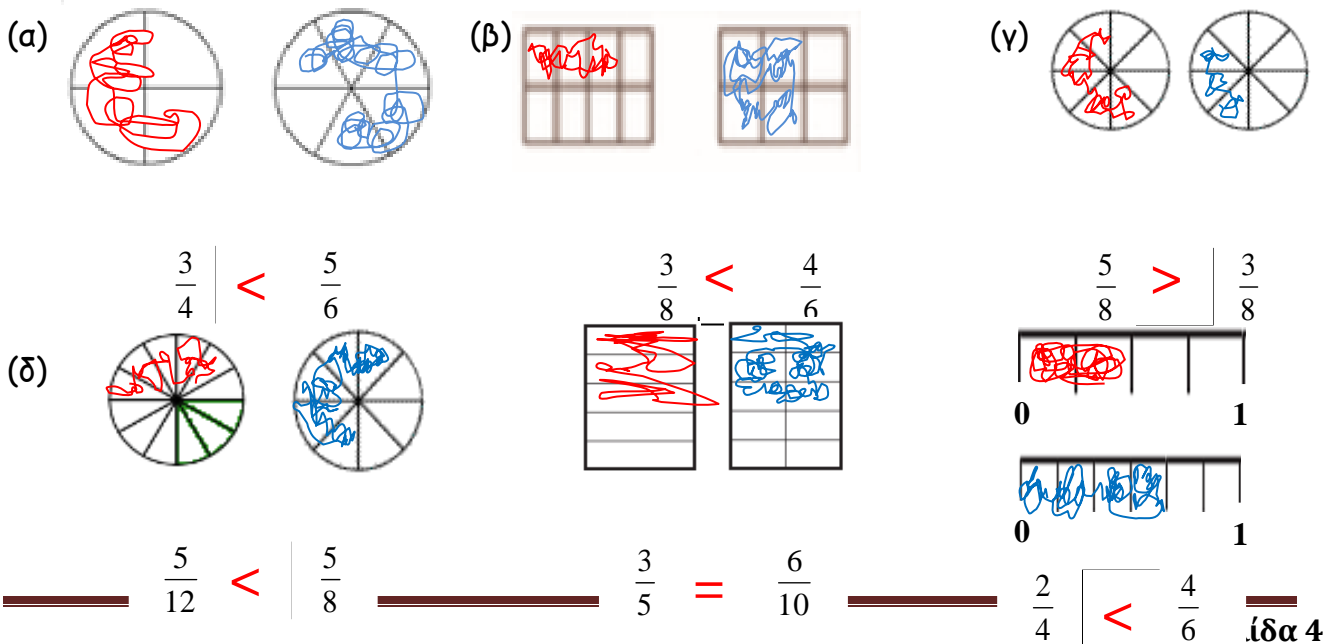 (α) (β) (γ)
3/4 < 5/6
3/8 < 4/6
5/8 > 3/8
(δ)
0 1
0 1
5/12 < 5/8
3/5 = 6/10
2/4 < 4/6
ίδα 4